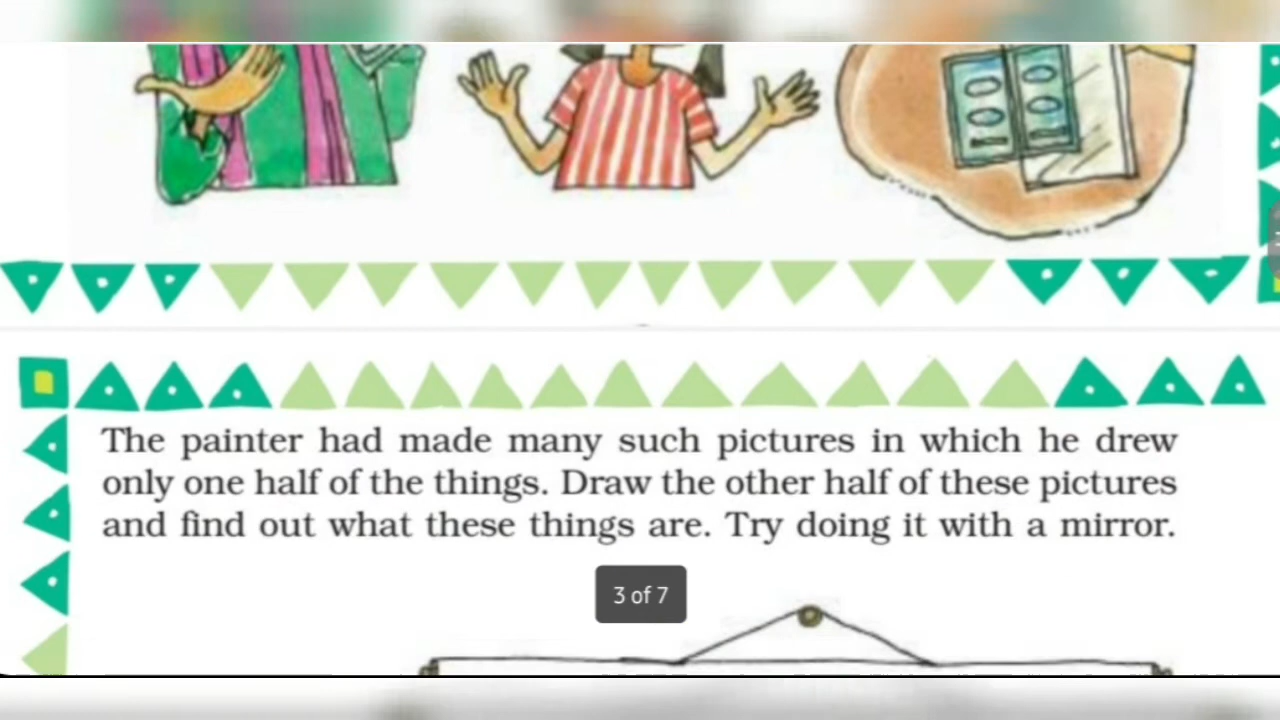 The painter had made many such pictures in which he drew
only one half of the things. Draw the other half of these pictures
and find out what these things are. Try doing it with a mirror.
3 of 7